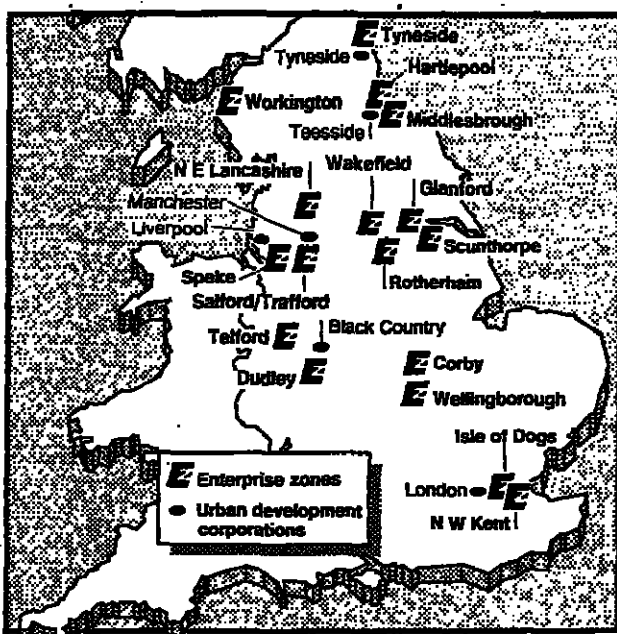 Tyneside
Tyneside
Hartlepool
Workington
Middlesbrough
Teesside
N E Lancashire
Wakefield
Glanford
Manchester
Liverpool
Scunthorpe
Speke
Rotherham
Salford/Trafford
Telford
Black Country
Dudley
Corby
Wellingborough
Isle of Dogs
Enterprise zones
London
Urban development
corporations
N W Kent